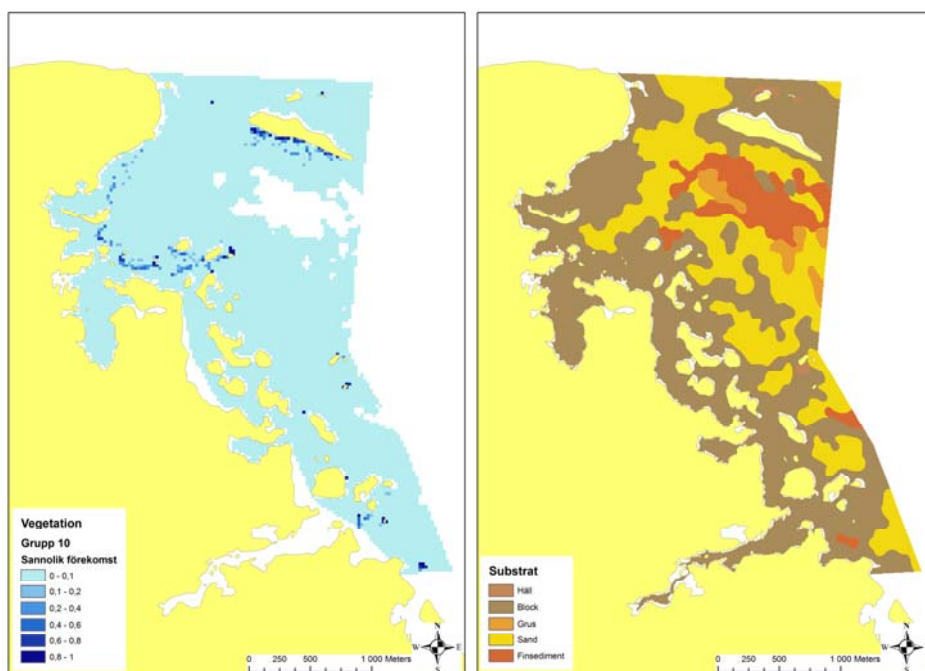 Vegetation
Grupp 10
Sannolik förekomst
0 - 0,1
0,1 - 0,2
0,2 - 0,4
0,4 - 0,6
0,6 - 0,8
0,8 - 1
N
W E
S
0 250 500 1 000 Meters
Substrat
Häll
Block
Grus
Sand
Finsediment
N
W E
S
0 250 500 1 000 Meters